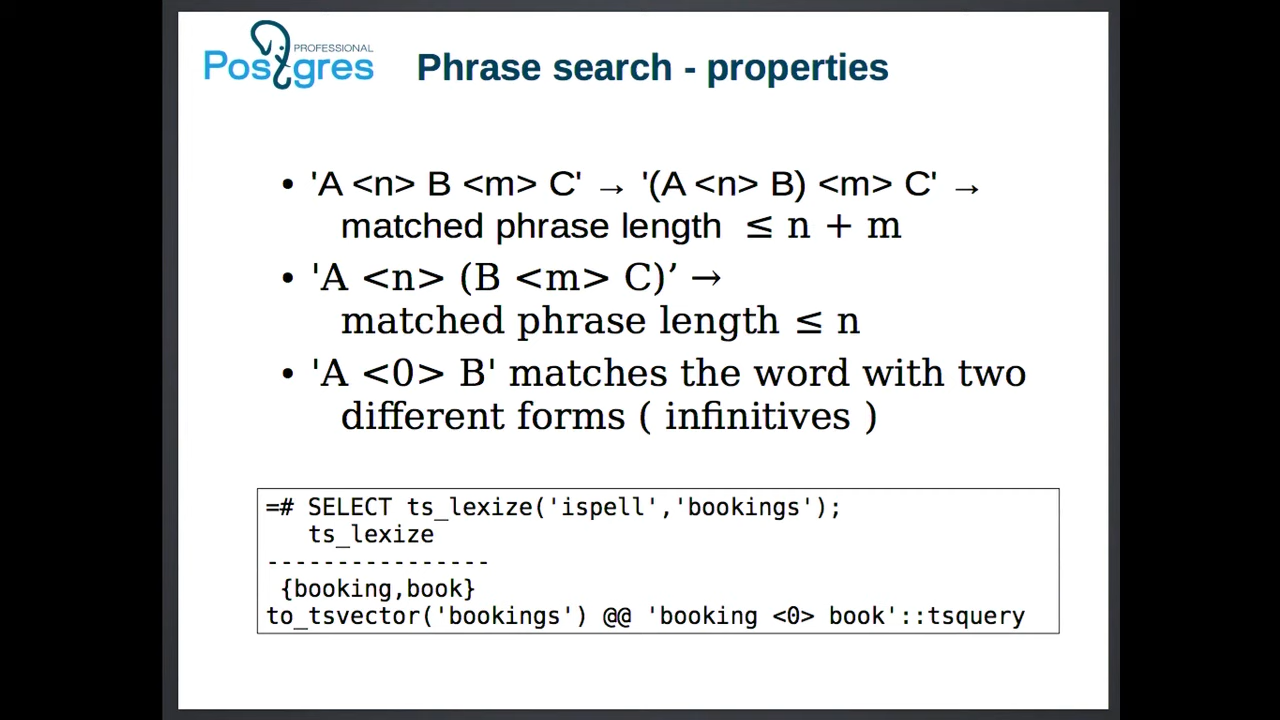 PROFESSIONAL
Postgres
Phrase search - properties
• 'A <n> B <m> C' → '(A <n> B) <m> C' →
matched phrase length ≤ n + m
• 'A <n> (B <m> C)’ →
matched phrase length ≤ n
• 'A <0> B' matches the word with two
different forms ( infinitives )
=# SELECT ts_lexize('ispell','bookings');
ts_lexize
----------------
{booking,book}
to_tsvector('bookings') @@ 'booking <0> book'::tsquery